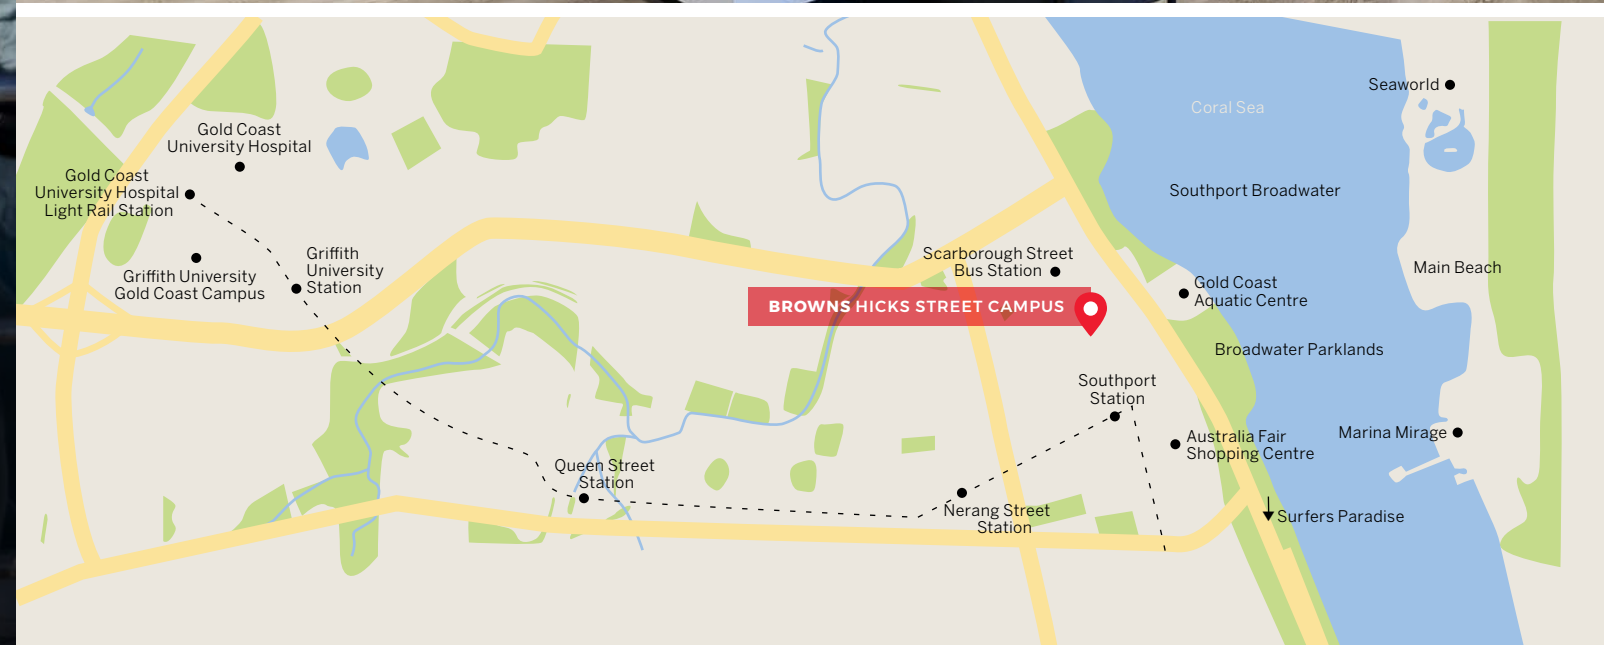 Seaworld
Coral Sea
Gold Coast
University Hospital
Gold Coast
University Hospital
Light Rail Station
Southport Broadwater
Griffith
University
Station
Scarborough Street
Bus Station
Main Beach
Griffith University
Gold Coast Campus
Gold Coast
Aquatic Centre
BROWNS HICKS STREET CAMPUS
Broadwater Parklands
Southport
Station
Australia Fair
Shopping Centre
Marina Mirage
Queen Street
Station
Nerang Street
Station
Surfers Paradise